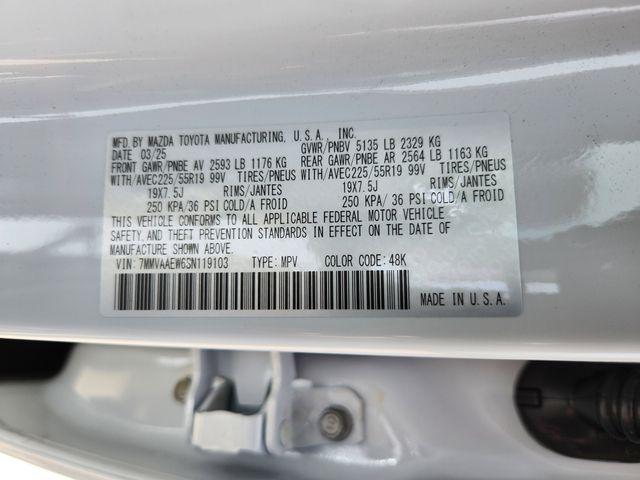 MFD. BY MAZDA TOYOTA MANUFACTURING, U.S.A., INC.
DATE 03/25 GVWR/PNBV 5135 LB 2329 KG
FRONT GAWR/PNBE AV 2593 LB 1176 KG REAR GAWR/PNBE AR 2564 LB 1163 KG
WITH/AVEC225/55R19 99V TIRES/PNEUS WITH/AVEC225/55R19 99V TIRES/PNEUS
19X7.5J RIMS/JANTES 19X7.5J RIMS/JANTES
250 KPA/36 PSI COLD/A FROID 250 KPA/ 36 PSI COLD/A FROID
THIS VEHICLE CONFORMS TO ALL APPLICABLE FEDERAL MOTOR VEHICLE
SAFETY, AND THEFT PREVENTION STANDARDS IN EFFECT ON THE DATE OF
MANUFACTURE SHOWN ABOVE.
VIN: 7MMVAAEW6SN119103 TYPE: MPV COLOR CODE: 48K
MADE IN U.S.A.